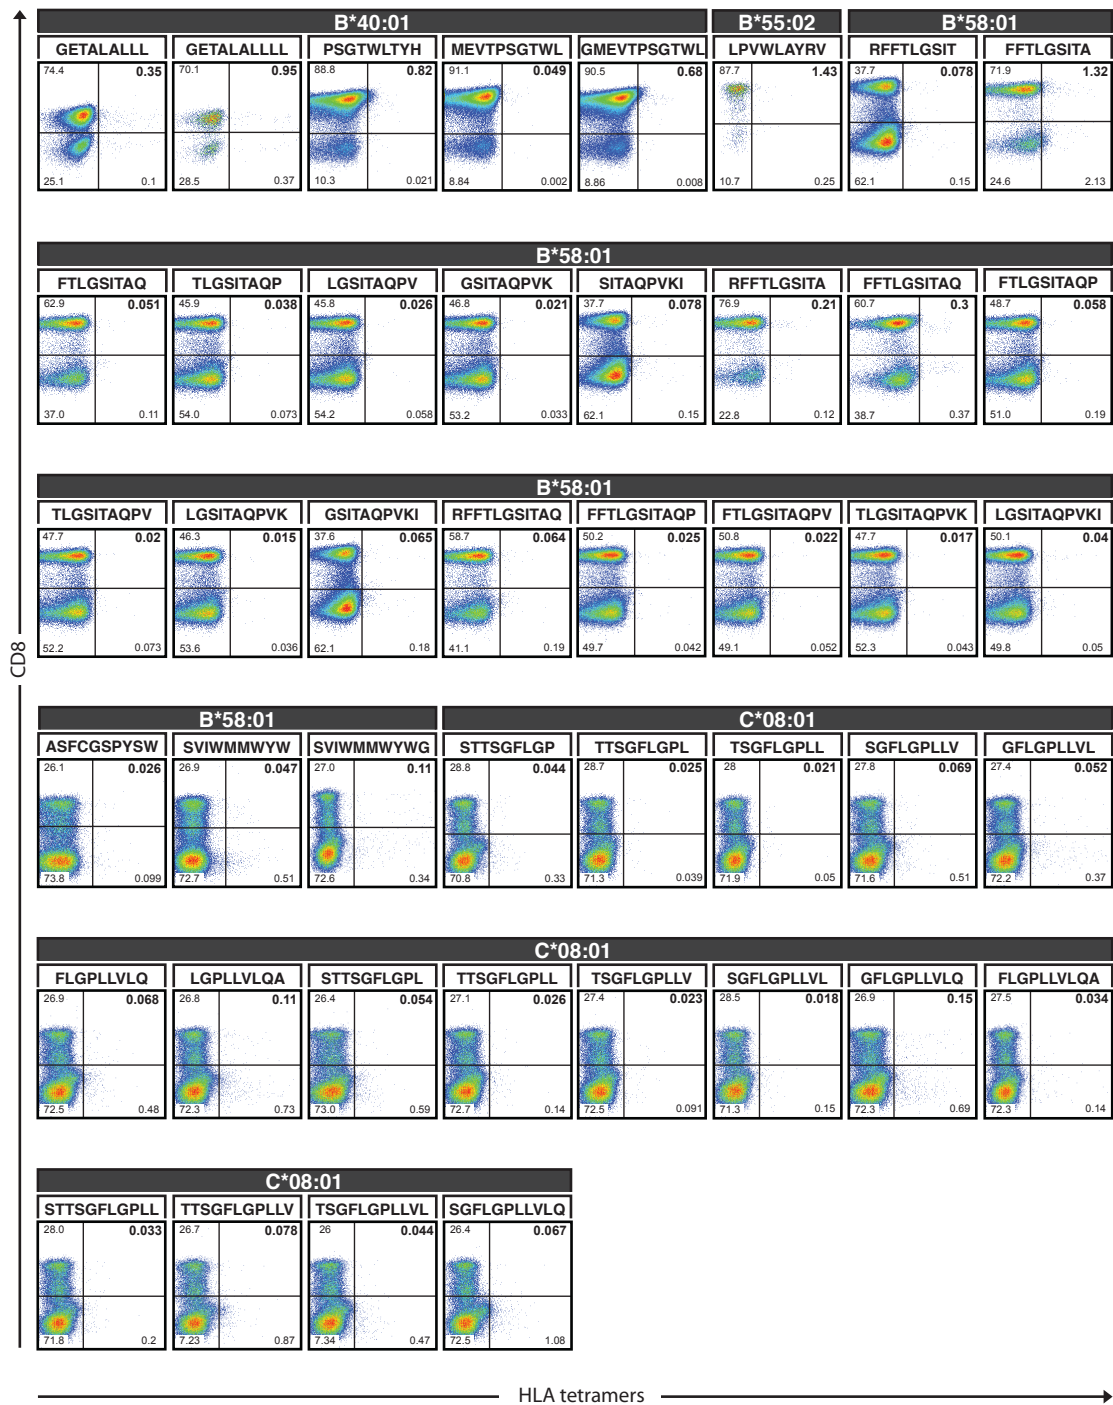 B*40:01 B*55:02 B*58:01
GETALALLL GETALALLLL PSGTWLTYH MEVTPSGTWL GMEVTPSGTWL LPVWLAYRV RFFTLGSIT FFTLGSITA
74.4 0.35 70.1 0.95 88.8 0.82 91.1 0.049 90.5 0.68 87.7 1.43 37.7 0.078 71.9 1.32
25.1 0.1 28.5 0.37 10.3 0.021 8.84 0.002 8.86 0.008 10.7 0.25 62.1 0.15 24.6 2.13
B*58:01
FTLGSITAQ TLGSITAQP LGSITAQPV GSITAQPVK SITAQPVKI RFFTLGSITA FFTLGSITAQ FTLGSITAQP
62.9 0.051 45.9 0.038 45.8 0.026 46.8 0.021 37.7 0.078 76.9 0.21 60.7 0.3 48.7 0.058
37.0 0.11 54.0 0.073 54.2 0.058 53.2 0.033 62.1 0.15 22.8 0.12 38.7 0.37 51.0 0.19
B*58:01
TLGSITAQPV LGSITAQPVK GSITAQPVKI RFFTLGSITAQ FFTLGSITAQP FTLGSITAQPV TLGSITAQPVK LGSITAQPVKI
47.7 0.02 46.3 0.015 37.6 0.065 58.7 0.064 50.2 0.025 50.8 0.022 47.7 0.017 50.1 0.04
52.2 0.073 53.6 0.036 62.1 0.18 41.1 0.19 49.7 0.042 49.1 0.052 52.3 0.043 49.8 0.05
CD8
B*58:01 C*08:01
ASFCGSPYSW SVIWMMWYW SVIWMMWYWG STTSGFLGP TTSGFLGPL TSGFLGPLL SGFLGPLLV GFLGPLLVL
26.1 0.026 26.9 0.047 27.0 0.11 28.8 0.044 28.7 0.025 28 0.021 27.8 0.069 27.4 0.052
73.8 0.099 72.7 0.51 72.6 0.34 70.8 0.33 71.3 0.039 71.9 0.05 71.6 0.51 72.2 0.37
C*08:01
FLGPLLVLQ LGPLLVLQA STTSGFLGPL TTSGFLGPLL TSGFLGPLLV SGFLGPLLVL GFLGPLLVLQ FLGPLLVLQA
26.9 0.068 26.8 0.11 26.4 0.054 27.1 0.026 27.4 0.023 28.5 0.018 26.9 0.15 27.5 0.034
72.5 0.48 72.3 0.73 73.0 0.59 72.7 0.14 72.5 0.091 71.3 0.15 72.3 0.69 72.3 0.14
C*08:01
STTSGFLGPLL TTSGFLGPLLV TSGFLGPLLVL SGFLGPLLVLQ
28.0 0.033 26.7 0.078 26 0.044 26.4 0.067
71.8 0.2 7.23 0.87 7.34 0.47 72.5 1.08
HLA tetramers